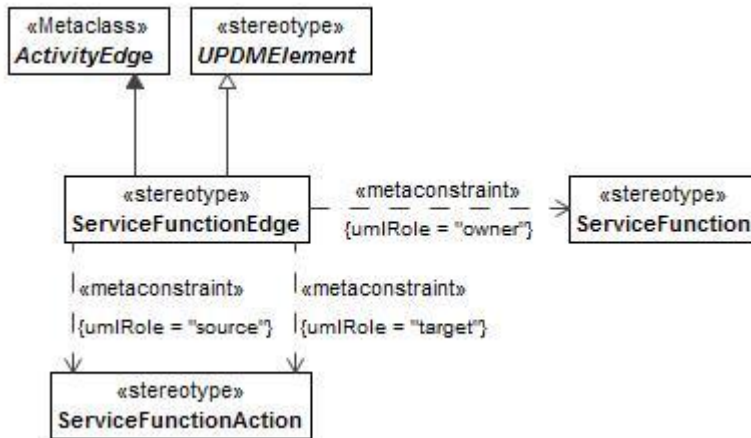 «Metaclass»
ActivityEdge
«stereotype»
UPDMElement
«stereotype»
ServiceFunctionEdge
«metaconstraint»
{umlRole = "owner"}
«stereotype»
ServiceFunction
«metaconstraint»
{umlRole = "source"}
«metaconstraint»
{umlRole = "target"}
«stereotype»
ServiceFunctionAction